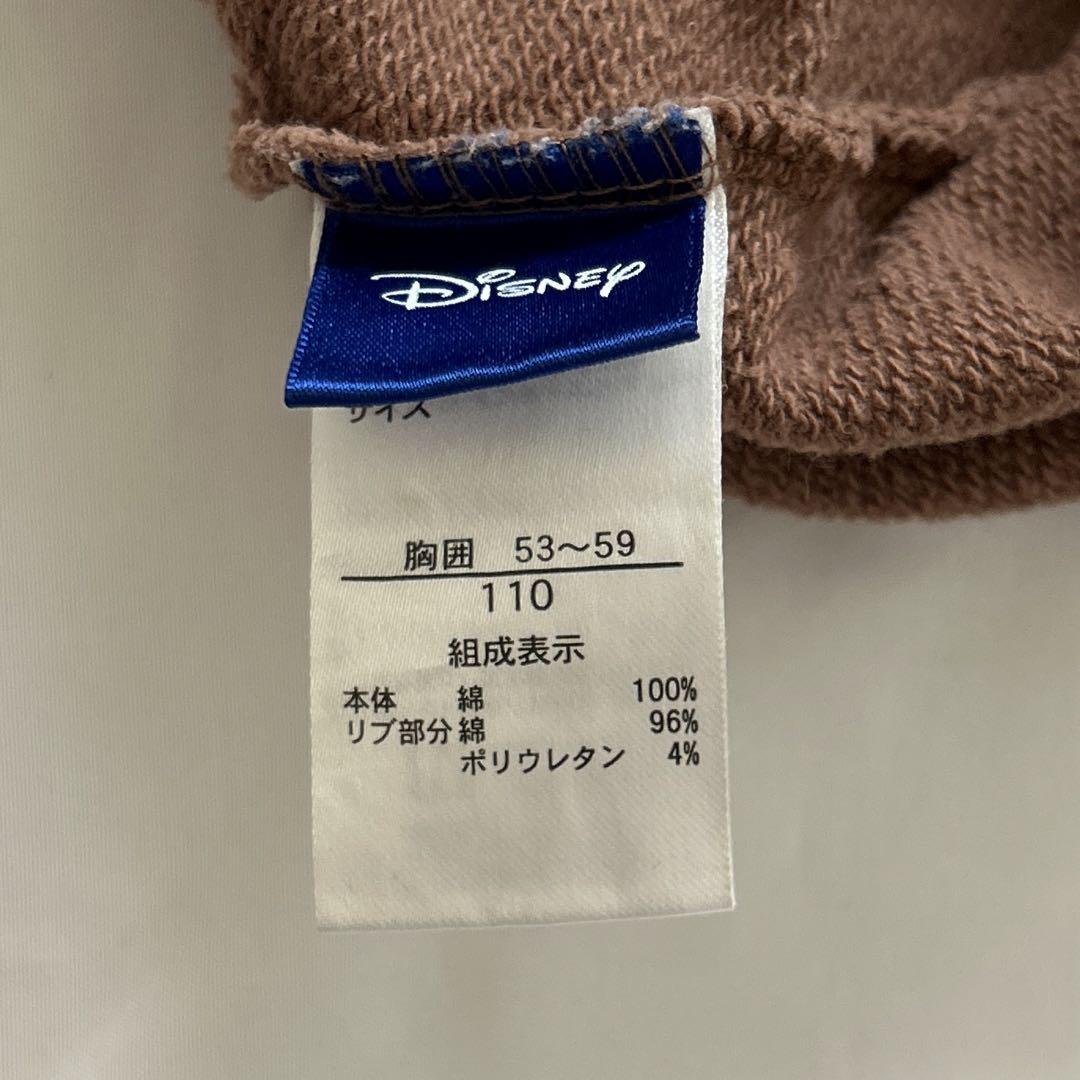 Disney
サイズ
胸囲 53～59
110
組成表示
本体 綿 100%
リブ部分綿 96%
ポリウレタン 4%